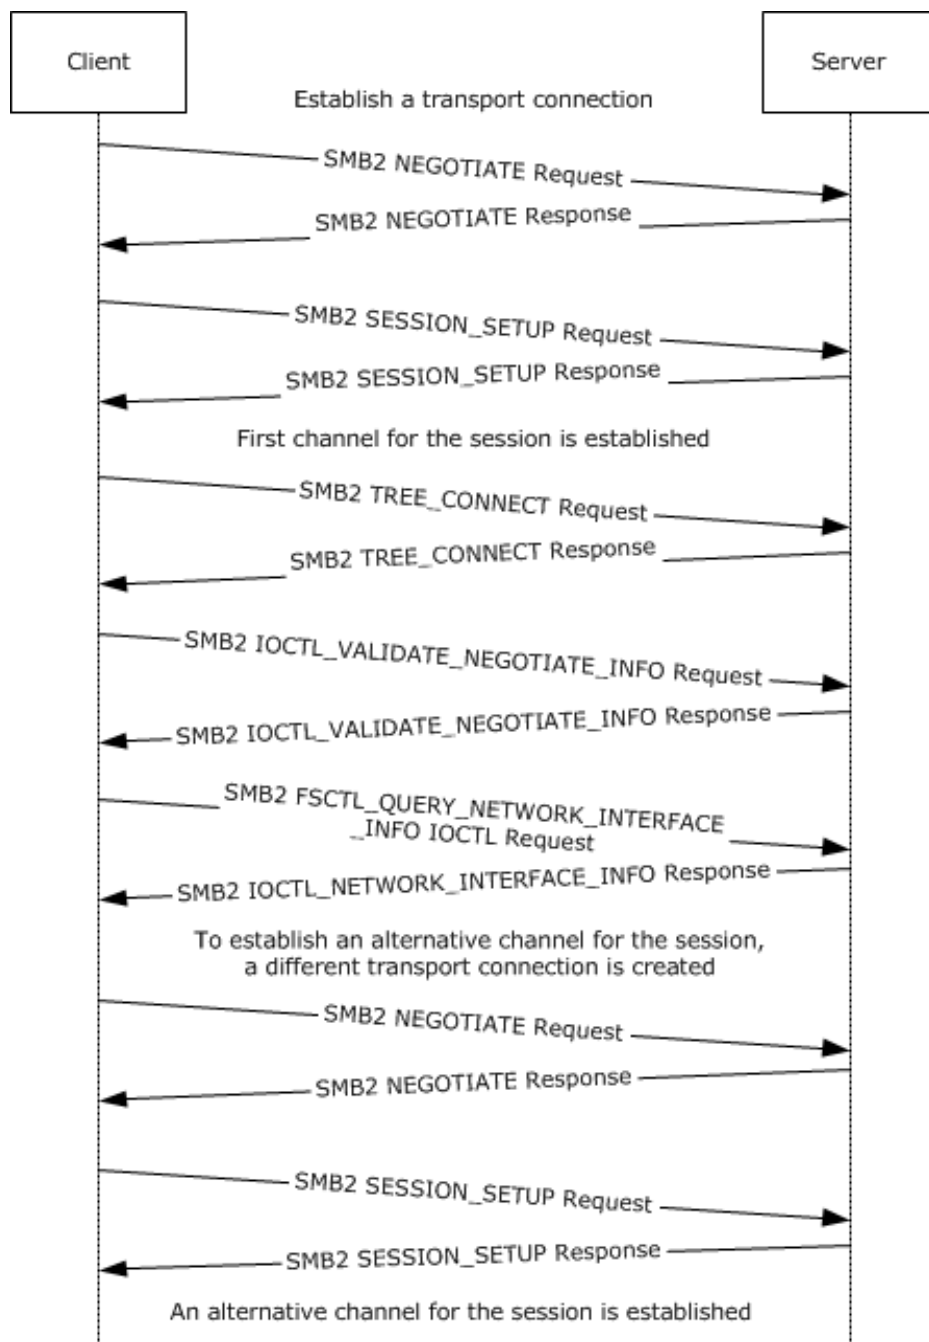 Client
Server
Establish a transport connection
SMB2 NEGOTIATE Request
SMB2 NEGOTIATE Response
SMB2 SESSION_SETUP Request
SMB2 SESSION_SETUP Response
First channel for the session is established
SMB2 TREE_CONNECT Request
SMB2 TREE_CONNECT Response
SMB2 IOCTL_VALIDATE_NEGOTIATE_INFO Request
SMB2 IOCTL_VALIDATE_NEGOTIATE_INFO Response
SMB2 FSCTL_QUERY_NETWORK_INTERFACE
_INFO IOCTL Request
SMB2 IOCTL_NETWORK_INTERFACE_INFO Response
To establish an alternative channel for the session,
a different transport connection is created
SMB2 NEGOTIATE Request
SMB2 NEGOTIATE Response
SMB2 SESSION_SETUP Request
SMB2 SESSION_SETUP Response
An alternative channel for the session is established